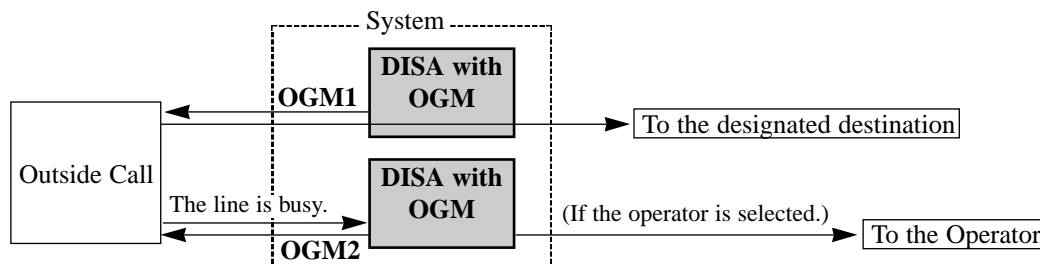 System
DISA with
OGM
OGM1
To the designated destination
Outside Call
DISA with
OGM
The line is busy.
(If the operator is selected.)
OGM2
To the Operator